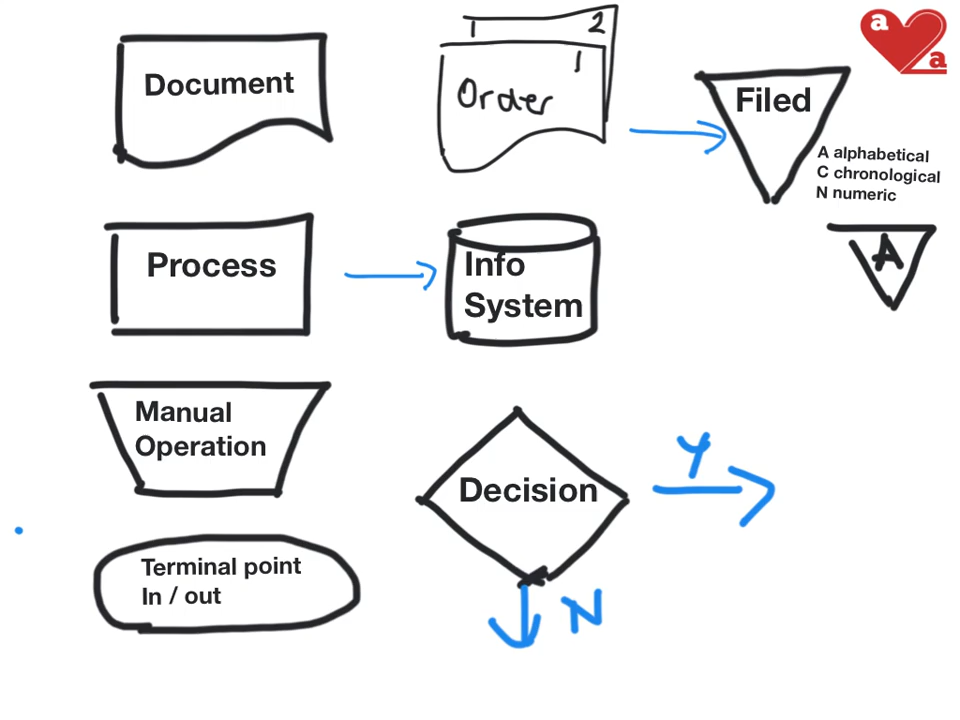 Document
1 2
1
Order
Filed
A alphabetical
C chronological
N numeric
A
Process
Info
System
Manual
Operation
Decision
Y
N
Terminal point
In / out
a
a